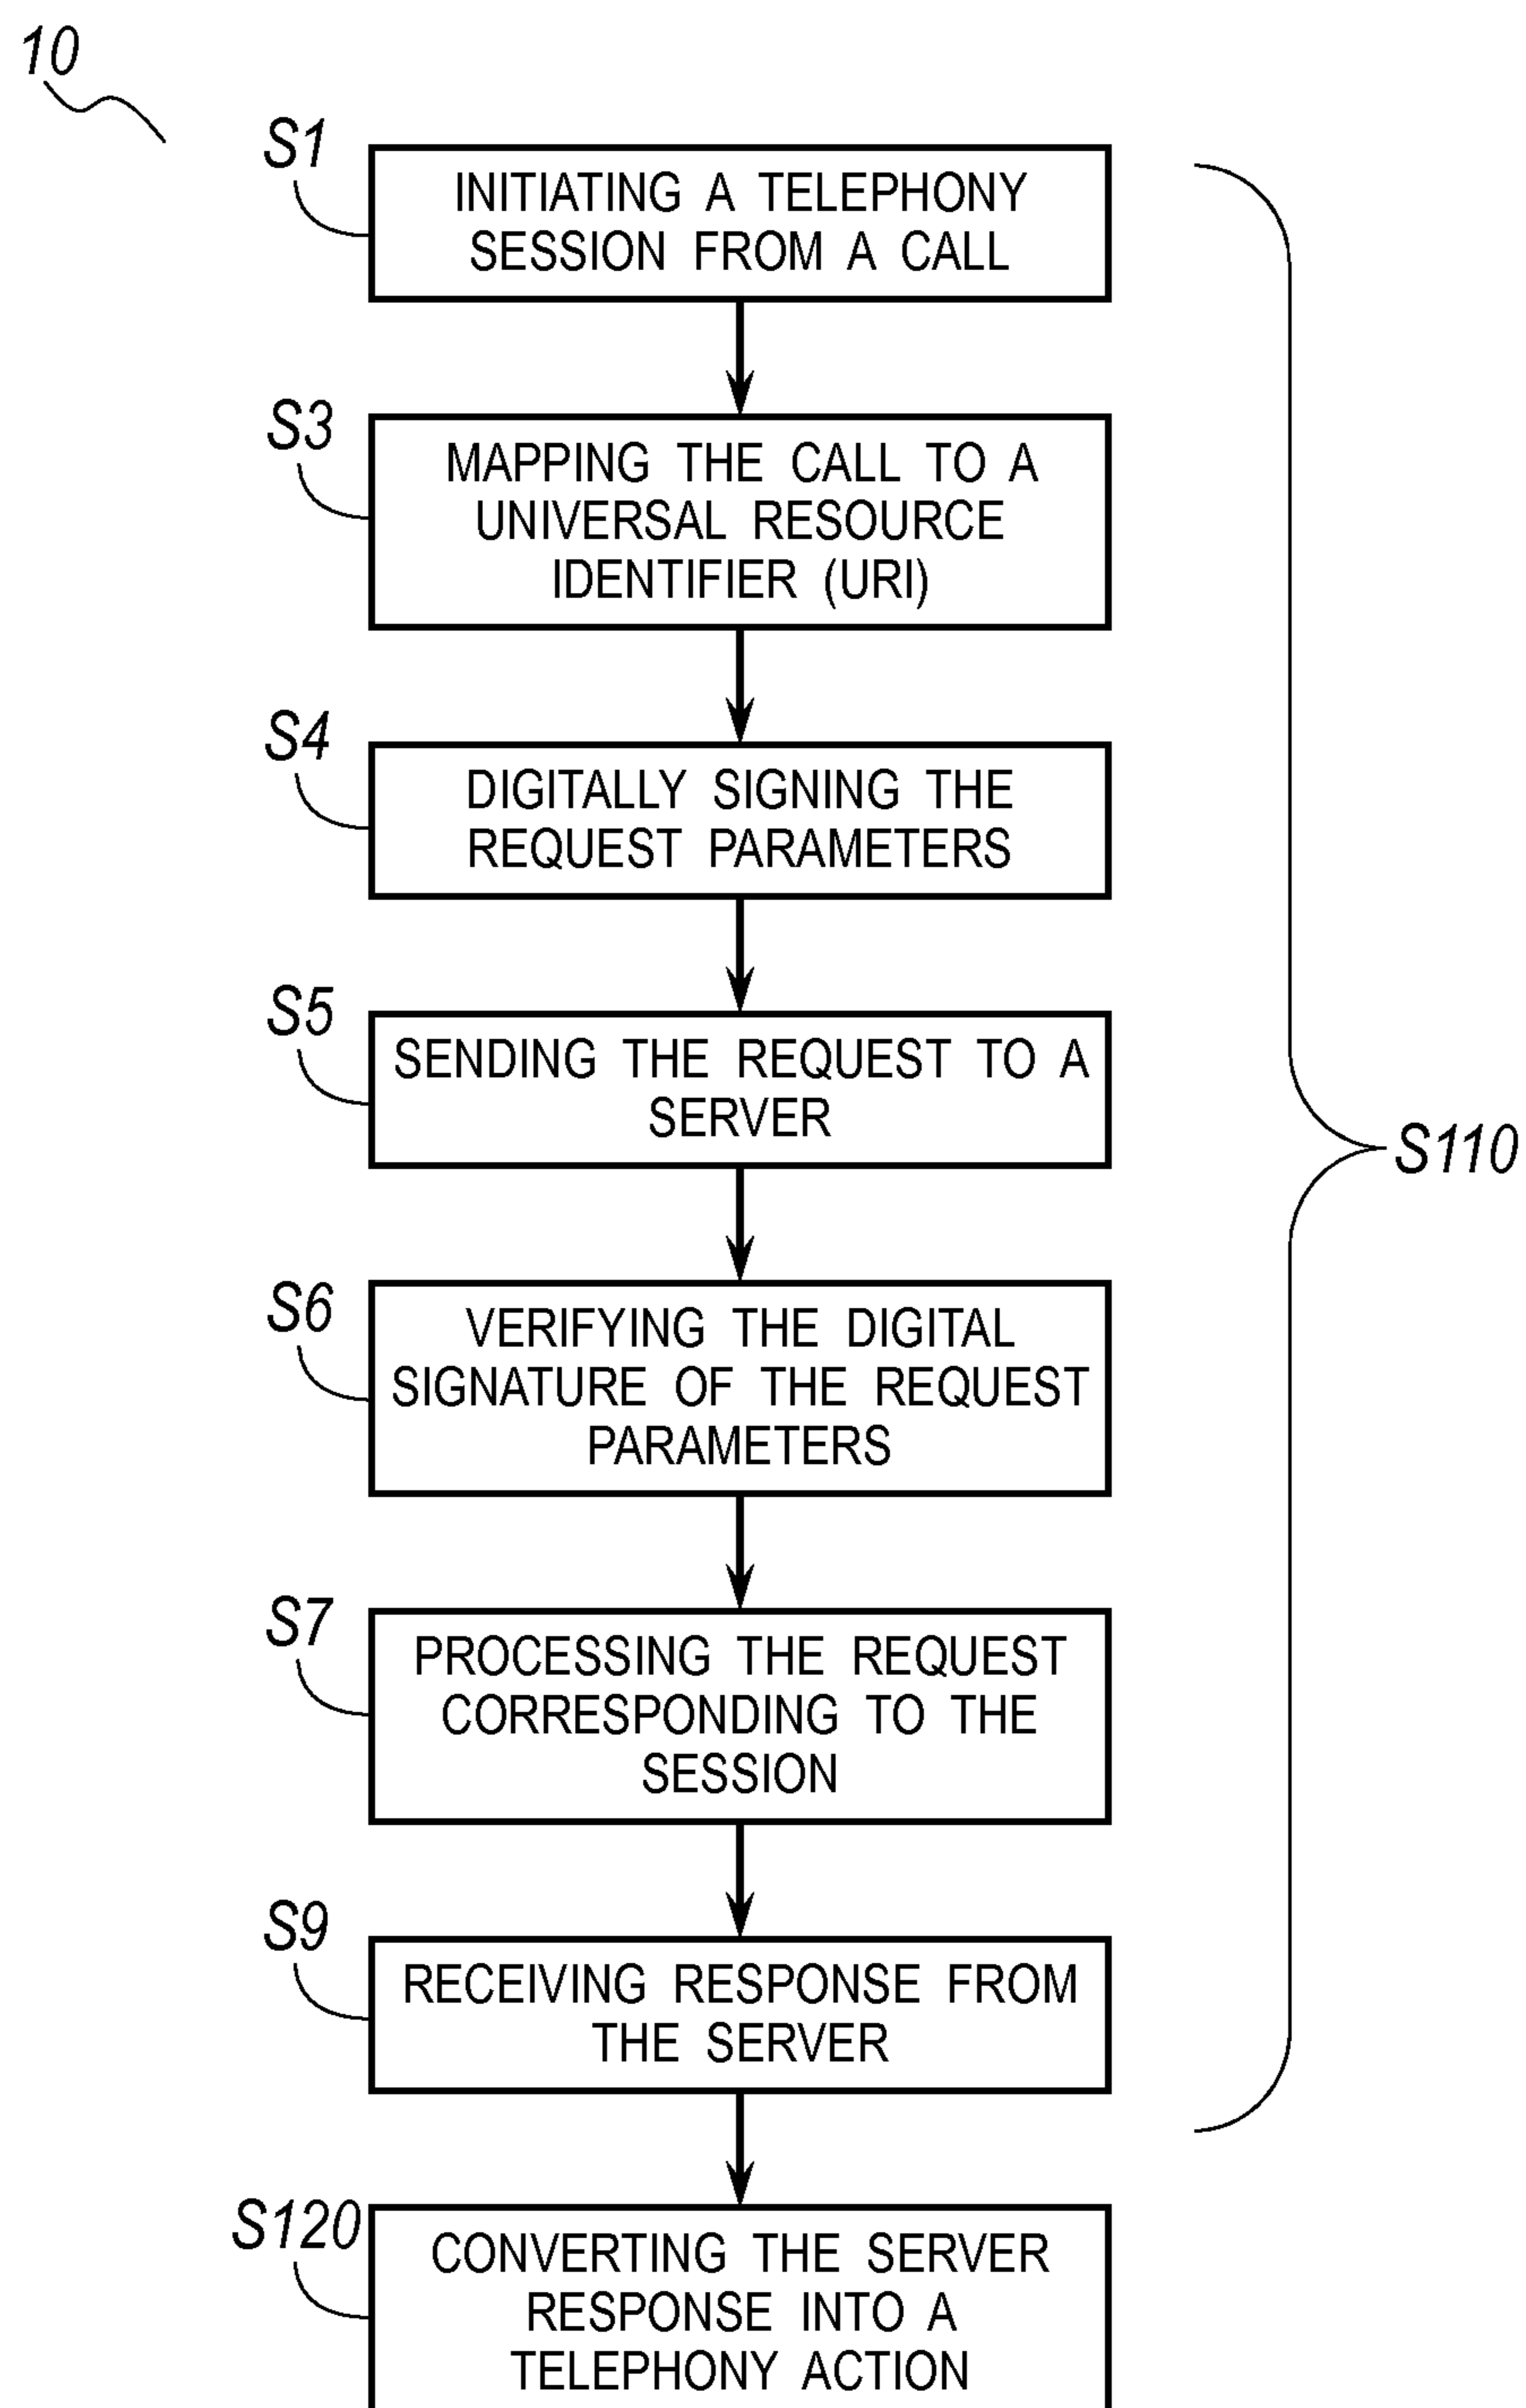 10
S1
INITIATING A TELEPHONY
SESSION FROM A CALL
S3
MAPPING THE CALL TO A
UNIVERSAL RESOURCE
IDENTIFIER (URI)
S4
DIGITALLY SIGNING THE
REQUEST PARAMETERS
S5
SENDING THE REQUEST TO A
SERVER
S110
S6
VERIFYING THE DIGITAL
SIGNATURE OF THE REQUEST
PARAMETERS
S7
PROCESSING THE REQUEST
CORRESPONDING TO THE
SESSION
S9
RECEIVING RESPONSE FROM
THE SERVER
S120
CONVERTING THE SERVER
RESPONSE INTO A
TELEPHONY ACTION